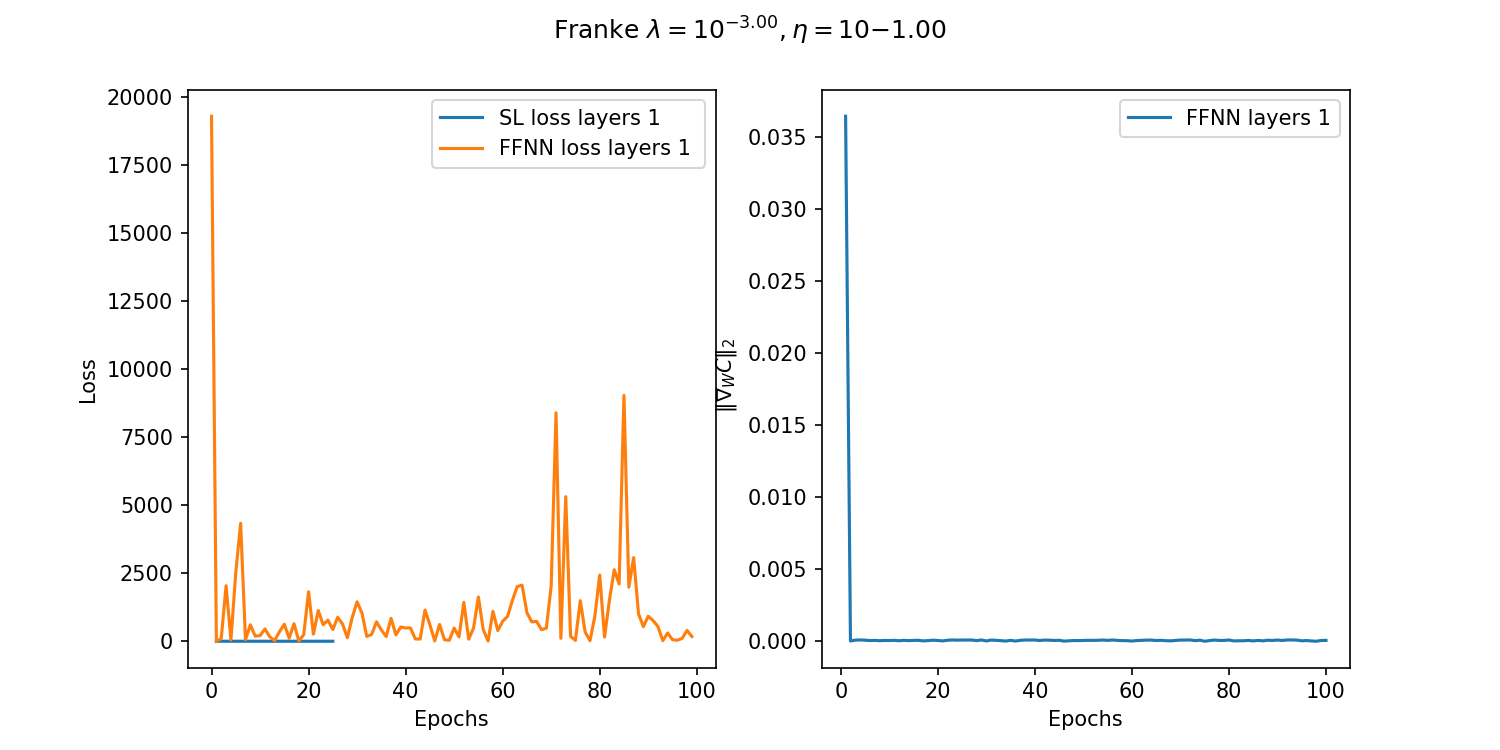 Franke λ = 10^{−3.00}, η = 10−1.00
20000
17500
15000
12500
10000
7500
5000
2500
0
Loss
SL loss layers 1
FFNN loss layers 1
0 20 40 60 80 100
Epochs
0.035
0.030
0.025
0.020
0.015
0.010
0.005
0.000
‖∇_W C‖_2
FFNN layers 1
0 20 40 60 80 100
Epochs